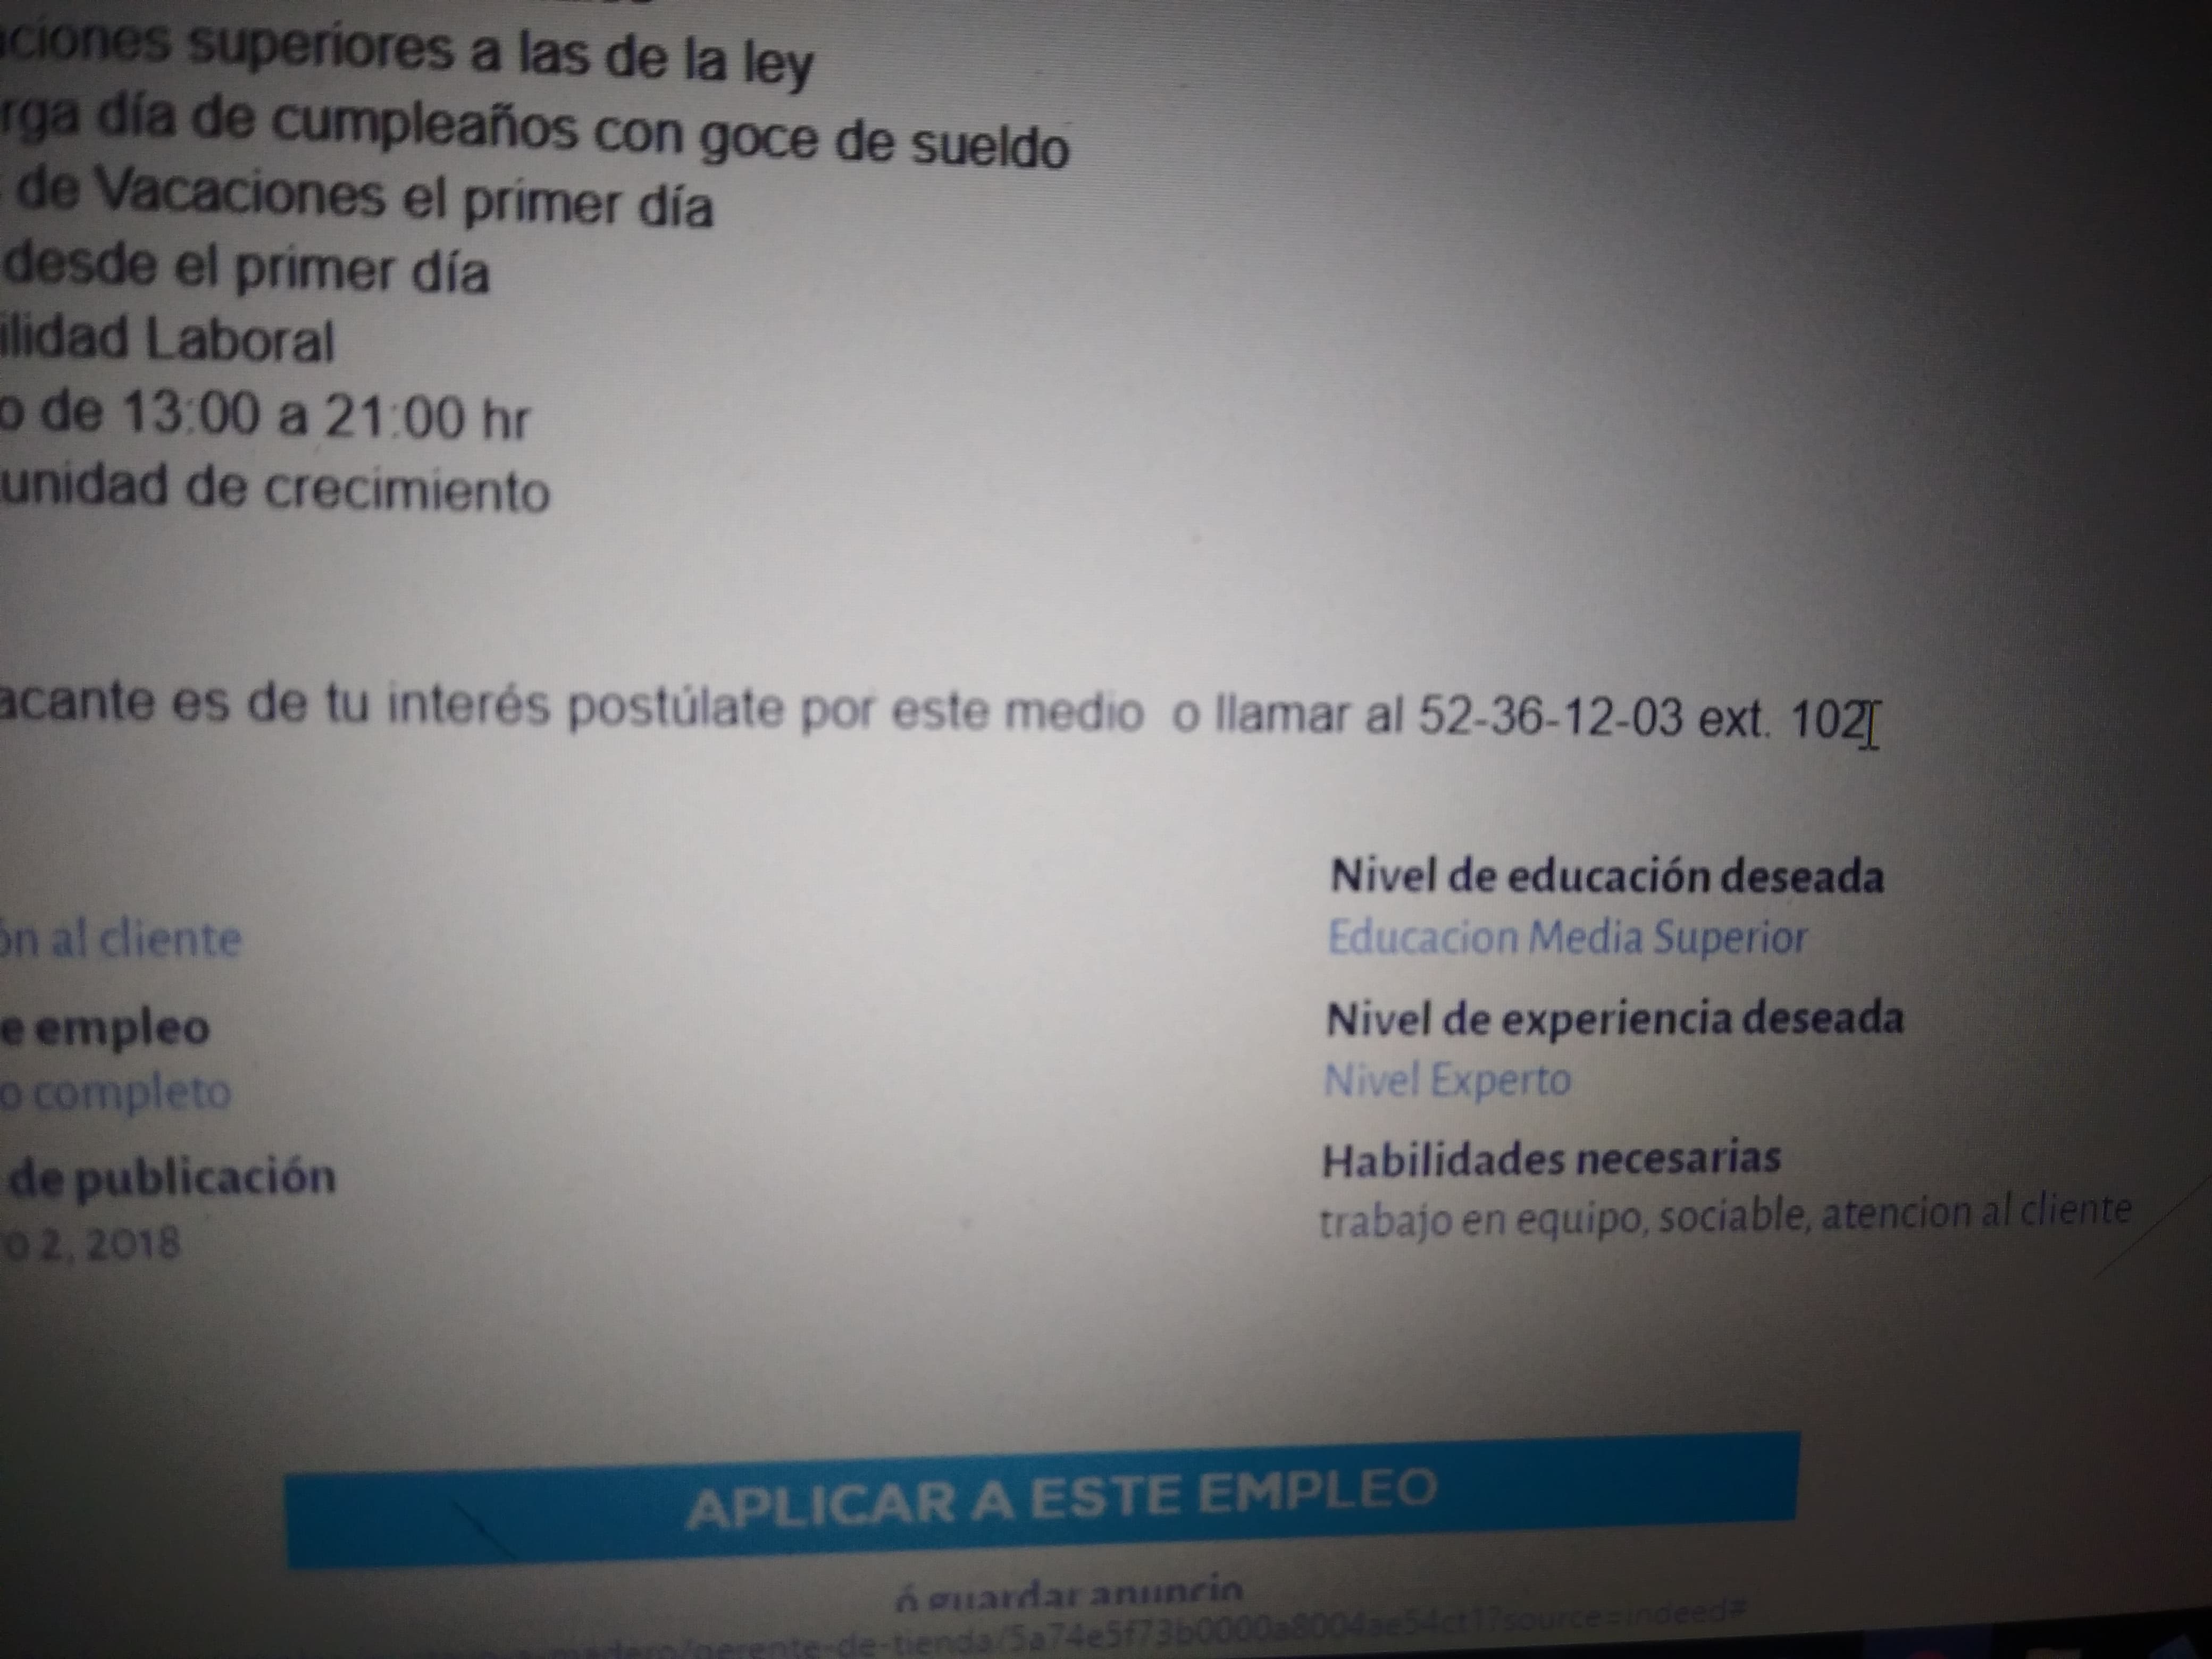 ciones superiores a las de la ley
rga día de cumpleaños con goce de sueldo
de Vacaciones el primer día
desde el primer día
ilidad Laboral
o de 13:00 a 21:00 hr
unidad de crecimiento
acante es de tu interés postúlate por este medio o llamar al 52-36-12-03 ext. 102
Nivel de educación deseada
ón al cliente
Educacion Media Superior
e empleo
Nivel de experiencia deseada
o completo
Nivel Experto
de publicación
Habilidades necesarias
o 2, 2018
trabajo en equipo, sociable, atencion al cliente
APLICAR A ESTE EMPLEO
ó guardar anuncio
madero/gerente-de-tienda/5a74e5f73b0000a8004ae54ct1?source=indeed#